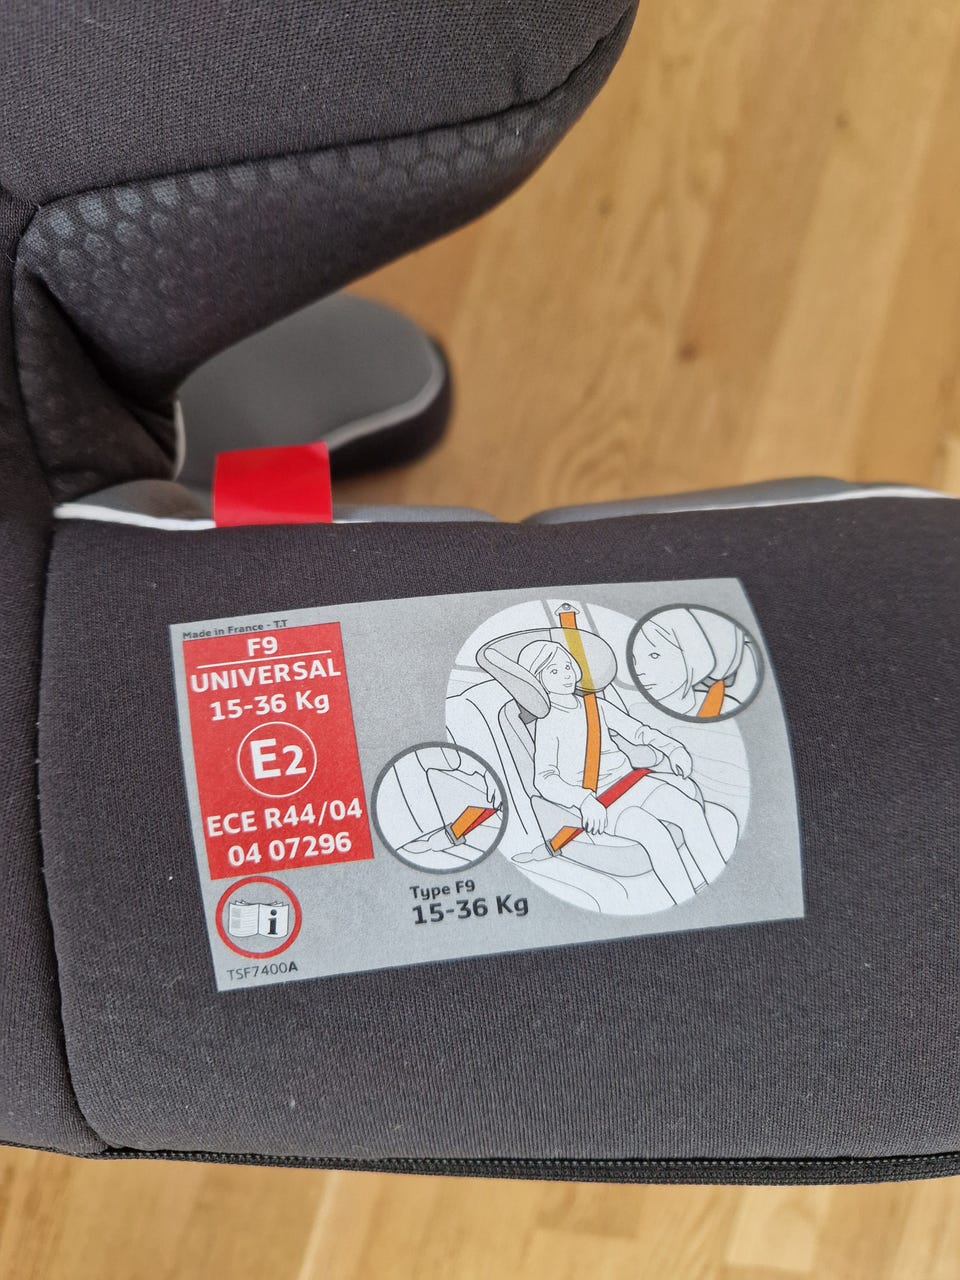 Made in France - T.T
F9
UNIVERSAL
15-36 Kg
E2
ECE R44/04
04 07296
i
TSF7400A
Type F9
15-36 Kg